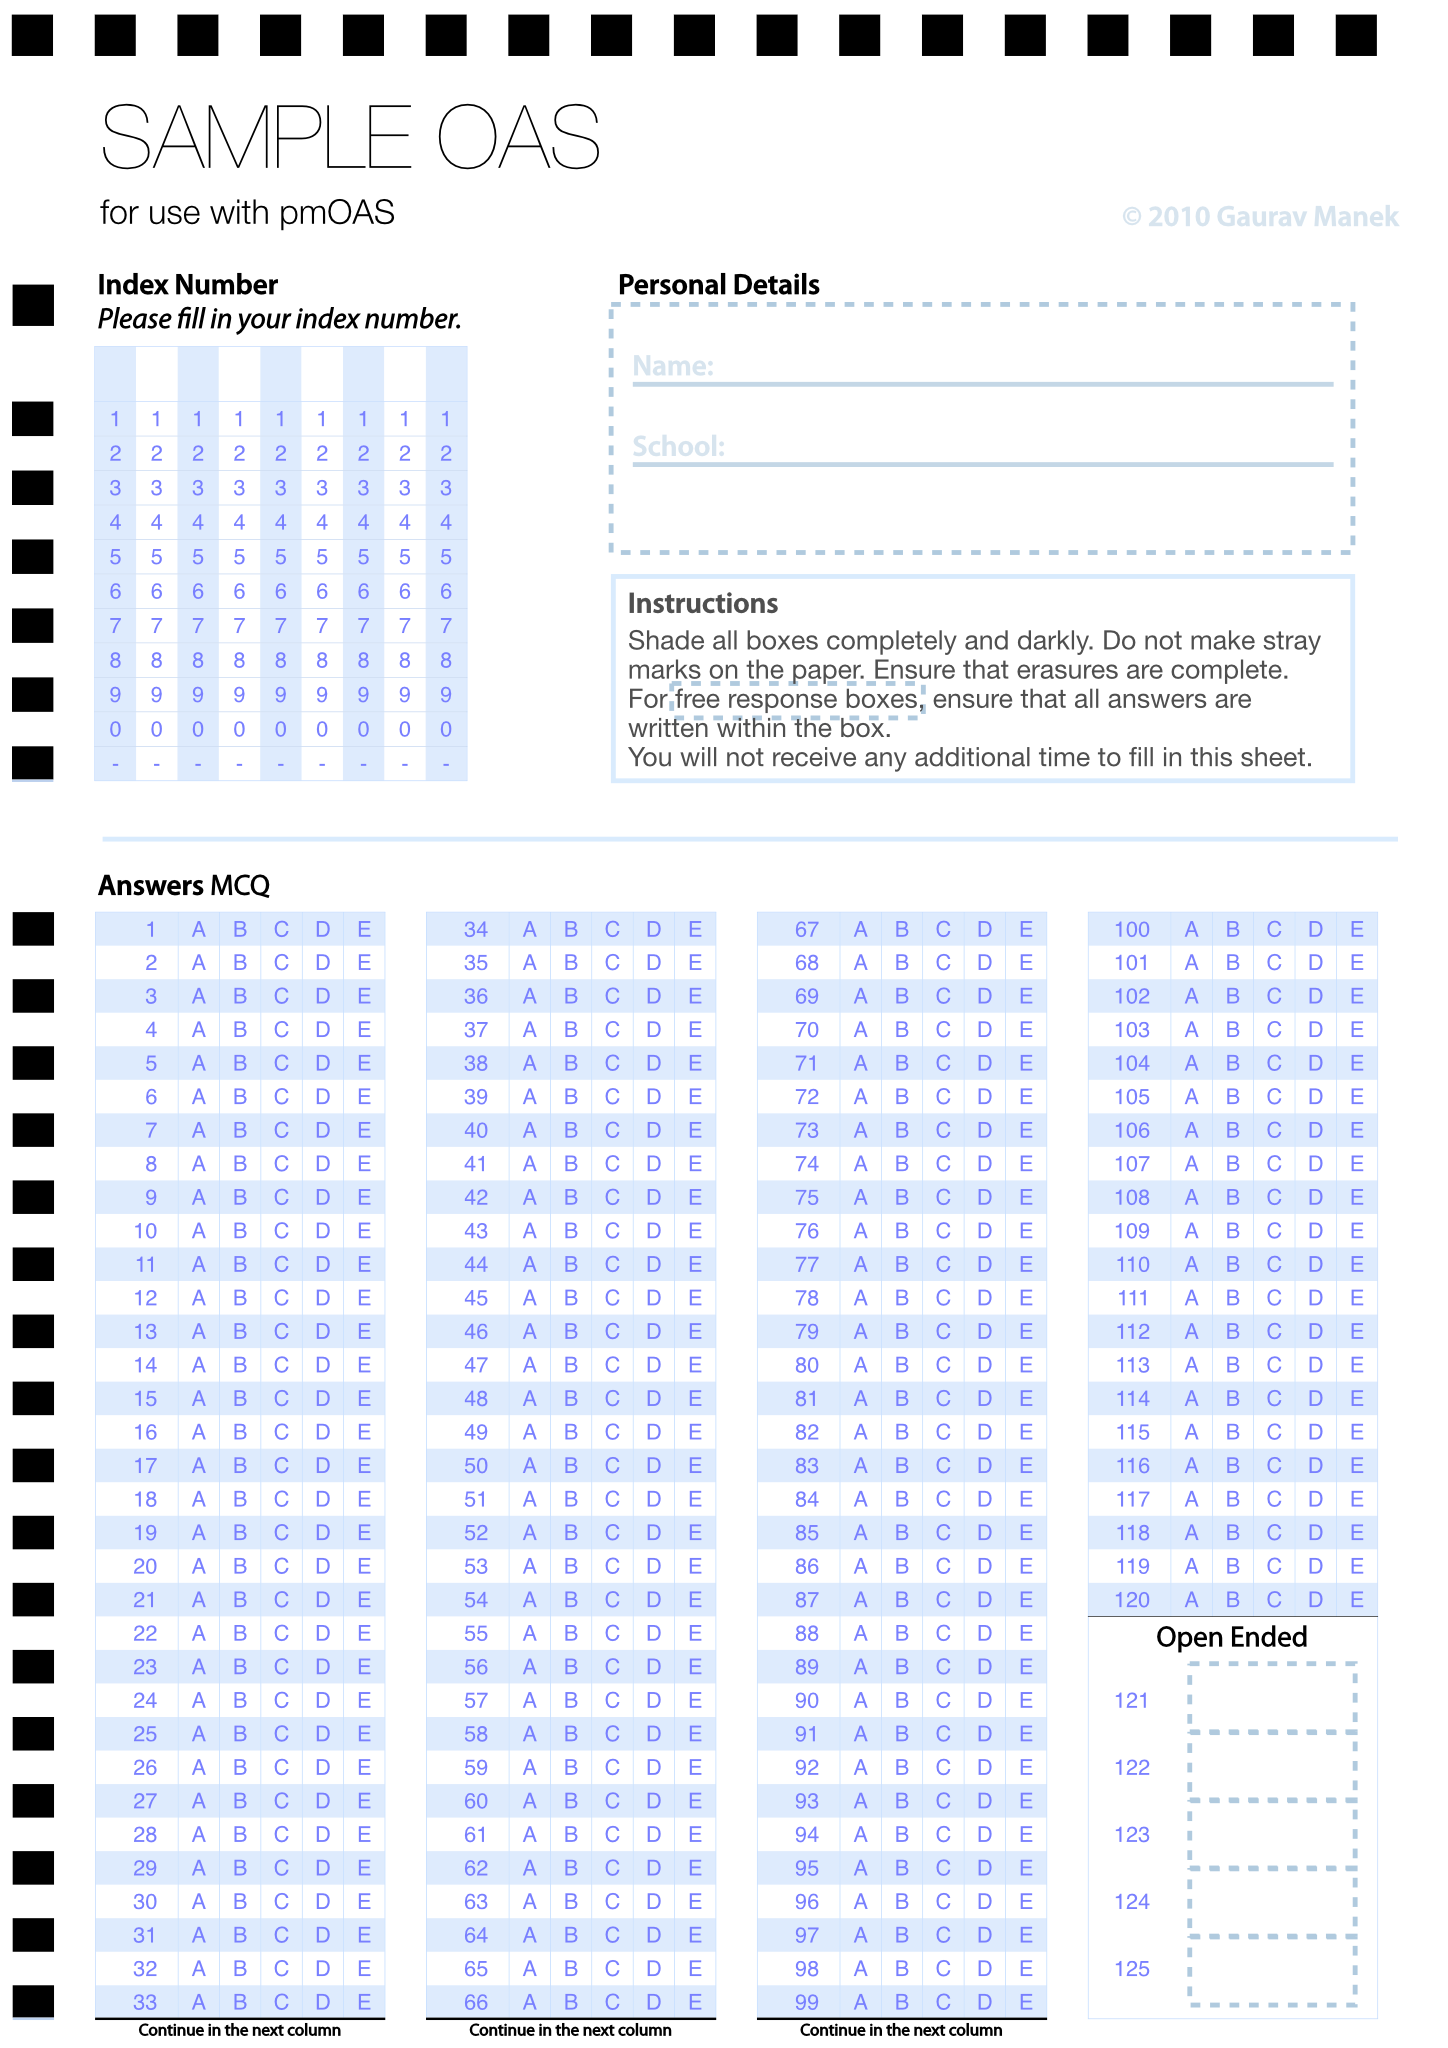 SAMPLE OAS
for use with pmOAS
© 2010 Gaurav Manek
Index Number
Please fill in your index number.
1 1 1 1 1 1 1 1 1
2 2 2 2 2 2 2 2 2
3 3 3 3 3 3 3 3 3
4 4 4 4 4 4 4 4 4
5 5 5 5 5 5 5 5 5
6 6 6 6 6 6 6 6 6
7 7 7 7 7 7 7 7 7
8 8 8 8 8 8 8 8 8
9 9 9 9 9 9 9 9 9
0 0 0 0 0 0 0 0 0
- - - - - - - - -
Personal Details
Name:
School:
Instructions
Shade all boxes completely and darkly. Do not make stray
marks on the paper. Ensure that erasures are complete.
For free response boxes, ensure that all answers are
written within the box.
You will not receive any additional time to fill in this sheet.
Answers MCQ
1 A B C D E
2 A B C D E
3 A B C D E
4 A B C D E
5 A B C D E
6 A B C D E
7 A B C D E
8 A B C D E
9 A B C D E
10 A B C D E
11 A B C D E
12 A B C D E
13 A B C D E
14 A B C D E
15 A B C D E
16 A B C D E
17 A B C D E
18 A B C D E
19 A B C D E
20 A B C D E
21 A B C D E
22 A B C D E
23 A B C D E
24 A B C D E
25 A B C D E
26 A B C D E
27 A B C D E
28 A B C D E
29 A B C D E
30 A B C D E
31 A B C D E
32 A B C D E
33 A B C D E
Continue in the next column
34 A B C D E
35 A B C D E
36 A B C D E
37 A B C D E
38 A B C D E
39 A B C D E
40 A B C D E
41 A B C D E
42 A B C D E
43 A B C D E
44 A B C D E
45 A B C D E
46 A B C D E
47 A B C D E
48 A B C D E
49 A B C D E
50 A B C D E
51 A B C D E
52 A B C D E
53 A B C D E
54 A B C D E
55 A B C D E
56 A B C D E
57 A B C D E
58 A B C D E
59 A B C D E
60 A B C D E
61 A B C D E
62 A B C D E
63 A B C D E
64 A B C D E
65 A B C D E
66 A B C D E
Continue in the next column
67 A B C D E
68 A B C D E
69 A B C D E
70 A B C D E
71 A B C D E
72 A B C D E
73 A B C D E
74 A B C D E
75 A B C D E
76 A B C D E
77 A B C D E
78 A B C D E
79 A B C D E
80 A B C D E
81 A B C D E
82 A B C D E
83 A B C D E
84 A B C D E
85 A B C D E
86 A B C D E
87 A B C D E
88 A B C D E
89 A B C D E
90 A B C D E
91 A B C D E
92 A B C D E
93 A B C D E
94 A B C D E
95 A B C D E
96 A B C D E
97 A B C D E
98 A B C D E
99 A B C D E
Continue in the next column
100 A B C D E
101 A B C D E
102 A B C D E
103 A B C D E
104 A B C D E
105 A B C D E
106 A B C D E
107 A B C D E
108 A B C D E
109 A B C D E
110 A B C D E
111 A B C D E
112 A B C D E
113 A B C D E
114 A B C D E
115 A B C D E
116 A B C D E
117 A B C D E
118 A B C D E
119 A B C D E
120 A B C D E
Open Ended
121
122
123
124
125